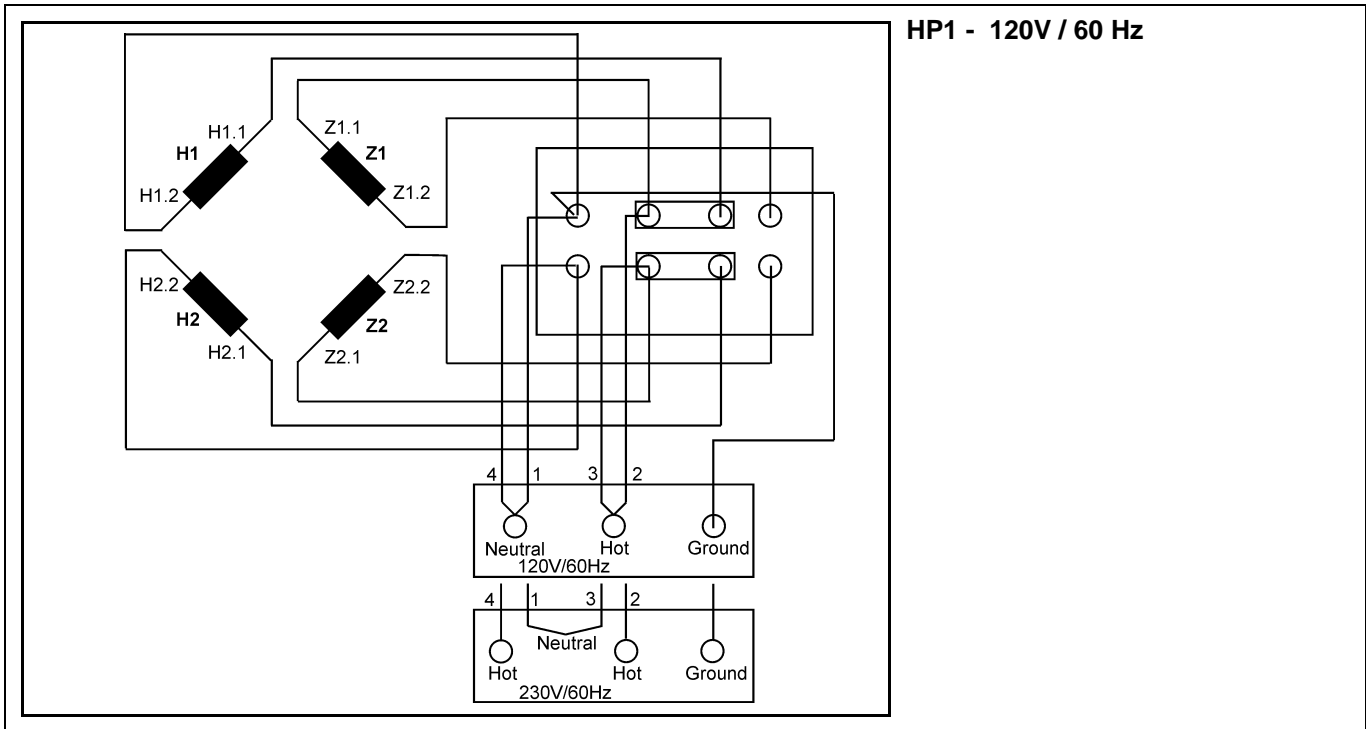 HP1 - 120V / 60 Hz
H1.1
Z1.1
H1
Z1
H1.2
Z1.2
H2.2
Z2.2
H2
Z2
H2.1
Z2.1
4 1 3 2
Neutral Hot Ground
120V/60Hz
4 1 3 2
Neutral
Hot Hot Ground
230V/60Hz